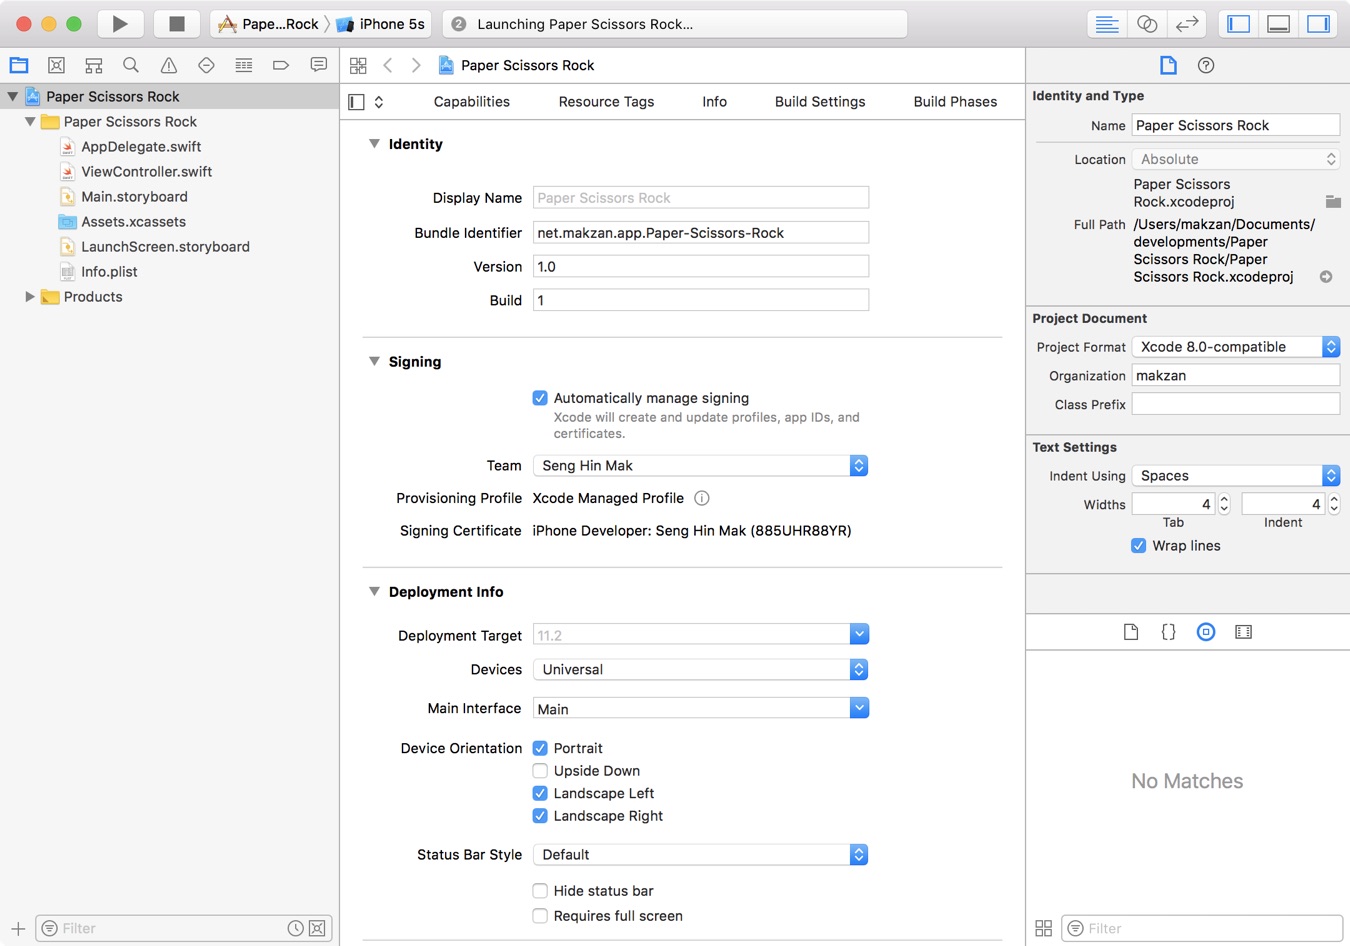 Pape...Rock
iPhone 5s
2 Launching Paper Scissors Rock...
Paper Scissors Rock
Paper Scissors Rock
AppDelegate.swift
ViewController.swift
Main.storyboard
Assets.xcassets
LaunchScreen.storyboard
Info.plist
Products
Filter
Paper Scissors Rock
Capabilities
Resource Tags
Info
Build Settings
Build Phases
Identity
Display Name Paper Scissors Rock
Bundle Identifier net.makzan.app.Paper-Scissors-Rock
Version 1.0
Build 1
Signing
Automatically manage signing
Xcode will create and update profiles, app IDs, and
certificates.
Team Seng Hin Mak
Provisioning Profile Xcode Managed Profile
Signing Certificate iPhone Developer: Seng Hin Mak (885UHR88YR)
Deployment Info
Deployment Target 11.2
Devices Universal
Main Interface Main
Device Orientation Portrait
Upside Down
Landscape Left
Landscape Right
Status Bar Style Default
Hide status bar
Requires full screen
Identity and Type
Name Paper Scissors Rock
Location Absolute
Paper Scissors
Rock.xcodeproj
Full Path /Users/makzan/Documents/
developments/Paper
Scissors Rock/Paper
Scissors Rock.xcodeproj
Project Document
Project Format Xcode 8.0-compatible
Organization makzan
Class Prefix
Text Settings
Indent Using Spaces
Widths 4 4
Tab Indent
Wrap lines
{}
No Matches
Filter